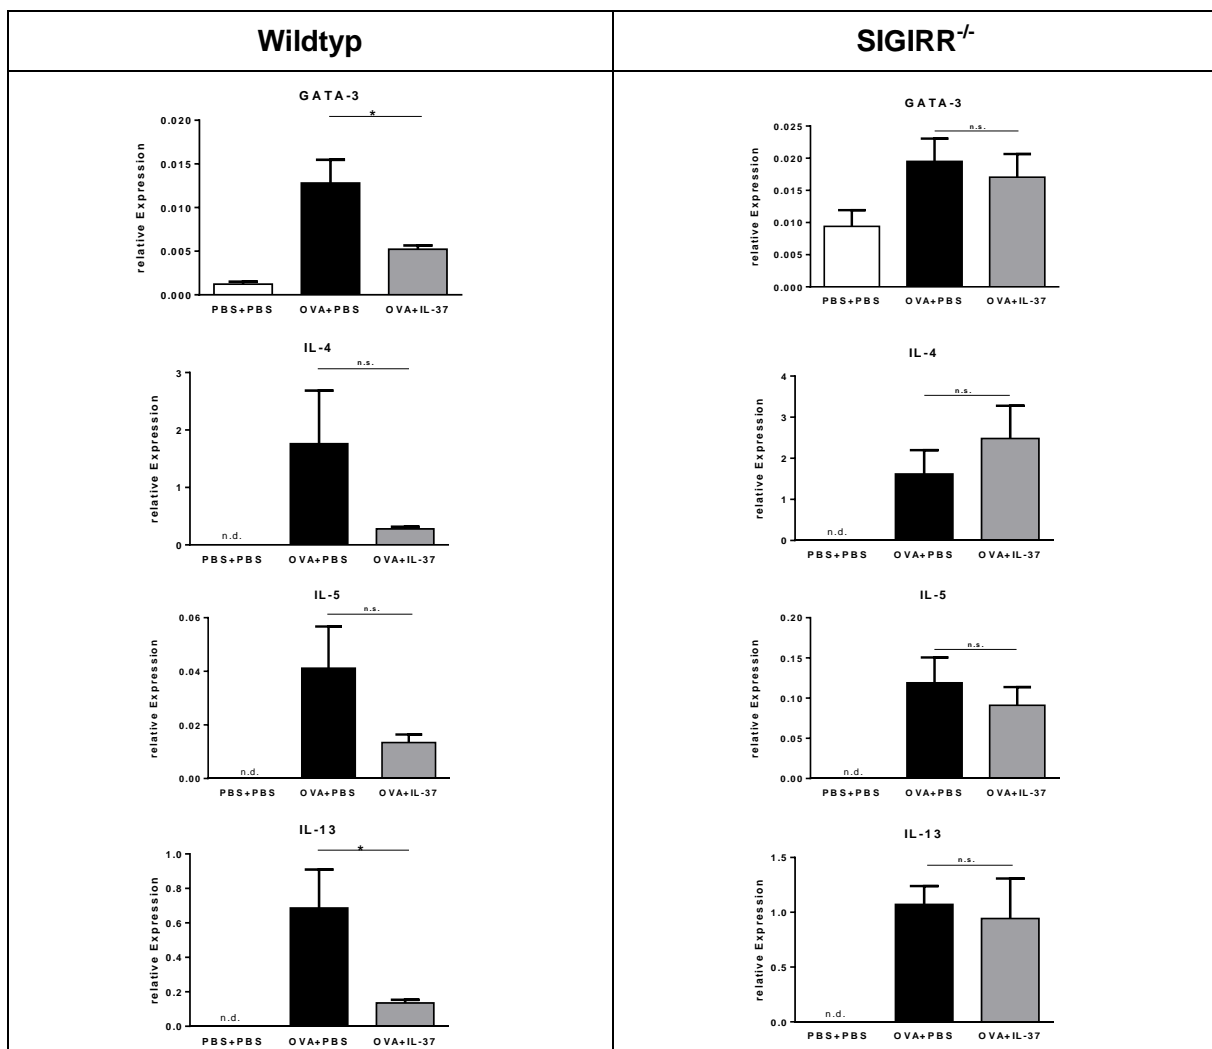 Wildtyp
SIGIRR-/-
GATA-3
*
relative Expression
0.020
0.015
0.010
0.005
0.000
PBS+PBS OVA+PBS OVA+IL-37
IL-4
n.s.
relative Expression
3
2
1
0
n.d.
PBS+PBS OVA+PBS OVA+IL-37
IL-5
n.s.
relative Expression
0.06
0.04
0.02
0.00
n.d.
PBS+PBS OVA+PBS OVA+IL-37
IL-13
*
relative Expression
1.0
0.8
0.6
0.4
0.2
0.0
n.d.
PBS+PBS OVA+PBS OVA+IL-37
GATA-3
n.s.
relative Expression
0.025
0.020
0.015
0.010
0.005
0.000
PBS+PBS OVA+PBS OVA+IL-37
IL-4
n.s.
relative Expression
4
3
2
1
0
n.d.
PBS+PBS OVA+PBS OVA+IL-37
IL-5
n.s.
relative Expression
0.20
0.15
0.10
0.05
0.00
n.d.
PBS+PBS OVA+PBS OVA+IL-37
IL-13
n.s.
relative Expression
1.5
1.0
0.5
0.0
n.d.
PBS+PBS OVA+PBS OVA+IL-37